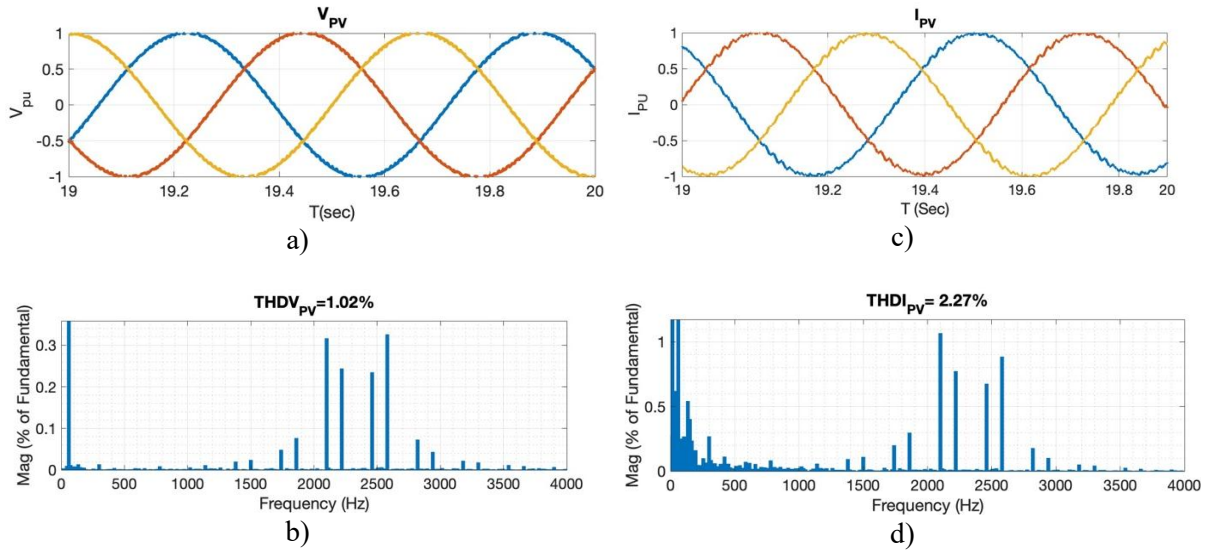 V_PV
1
0.5
0
-0.5
-1
V_pu
19
19.2
19.4
19.6
19.8
20
T(sec)
a)
I_PV
1
0.5
0
-0.5
-1
I_PU
19
19.2
19.4
19.6
19.8
20
T (Sec)
c)
THDV_PV=1.02%
0.3
0.2
0.1
0
Mag (% of Fundamental)
0
500
1000
1500
2000
2500
3000
3500
4000
Frequency (Hz)
b)
THDI_PV= 2.27%
1
0.5
0
Mag (% of Fundamental)
0
500
1000
1500
2000
2500
3000
3500
4000
Frequency (Hz)
d)